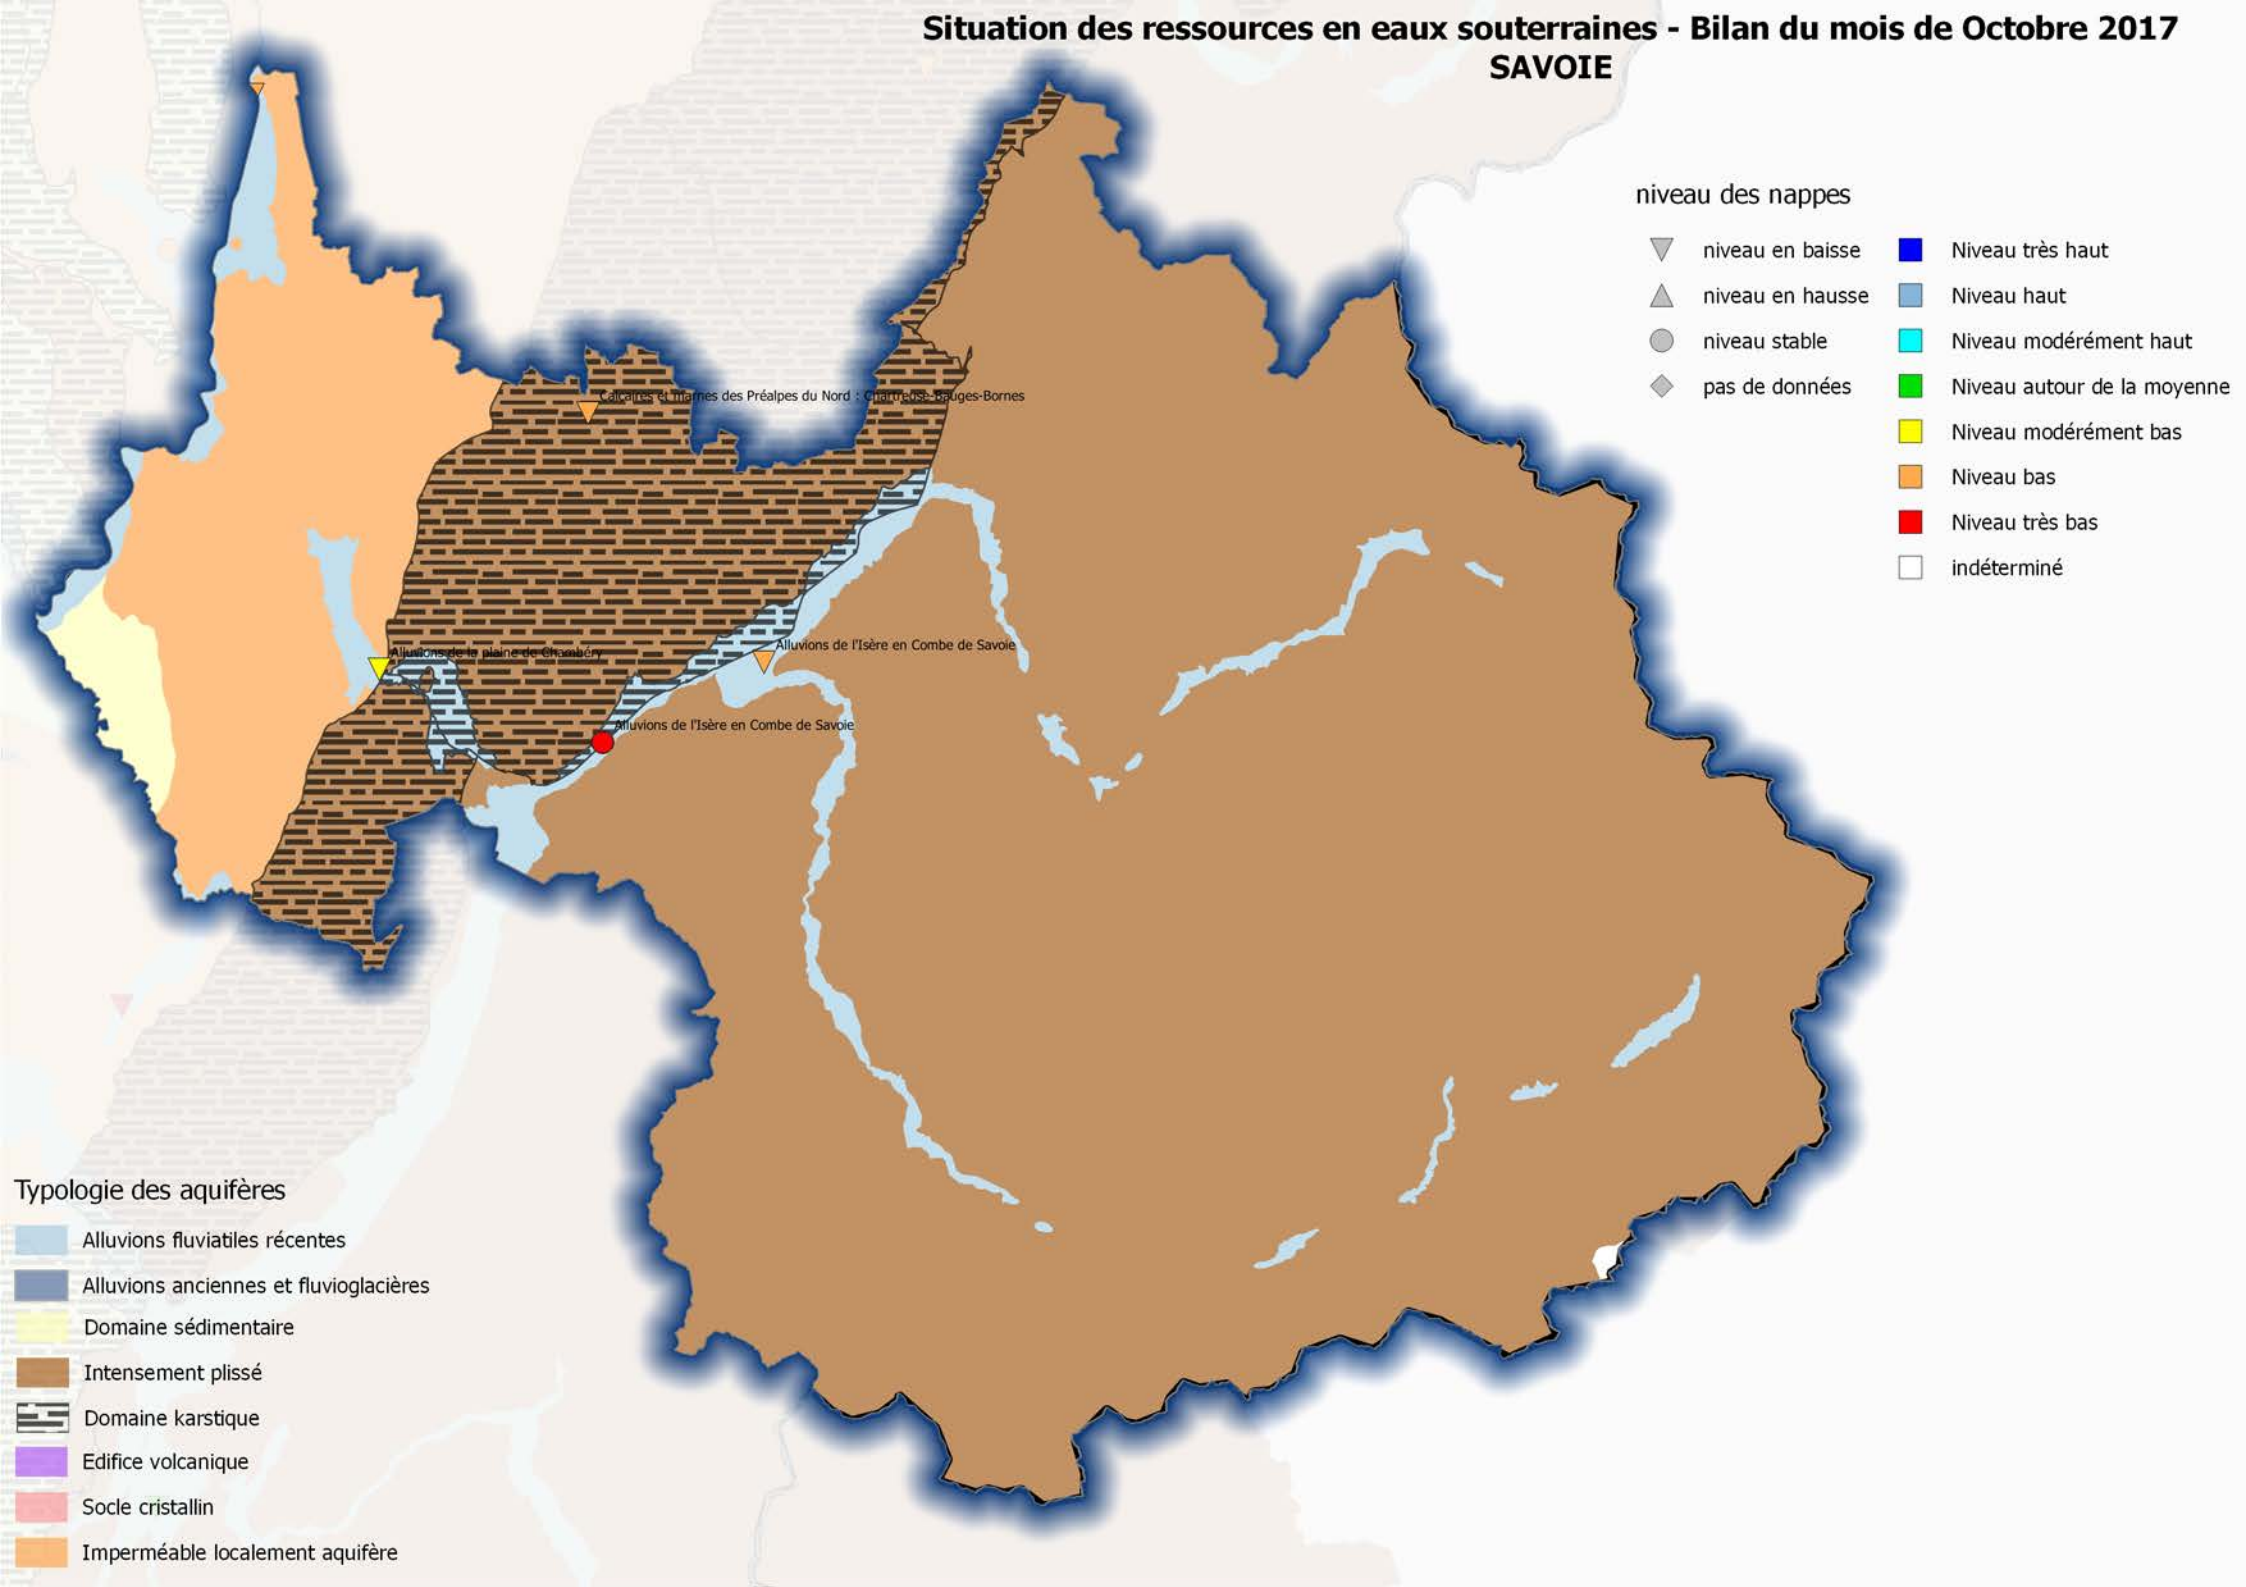 Situation des ressources en eaux souterraines - Bilan du mois de Octobre 2017
SAVOIE
niveau des nappes
niveau en baisse
niveau en hausse
niveau stable
pas de données
Niveau très haut
Niveau haut
Niveau modérément haut
Niveau autour de la moyenne
Niveau modérément bas
Niveau bas
Niveau très bas
indéterminé
Calcaires et marnes des Préalpes du Nord : Chartreuse-Bauges-Bornes
Alluvions de l'Isère en Combe de Savoie
Alluvions de la plaine de Chambéry
Alluvions de l'Isère en Combe de Savoie
Typologie des aquifères
Alluvions fluviatiles récentes
Alluvions anciennes et fluvioglacières
Domaine sédimentaire
Intensement plissé
Domaine karstique
Edifice volcanique
Socle cristallin
Imperméable localement aquifère